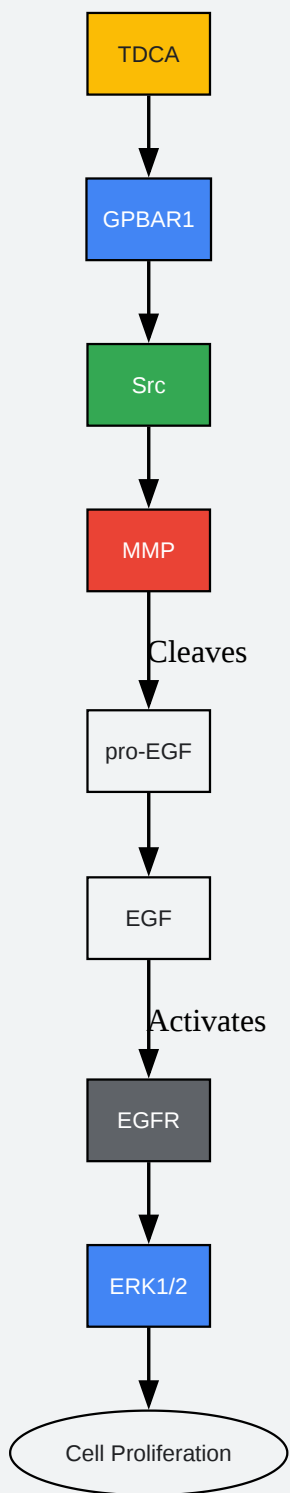 TDCA
GPBAR1
Src
MMP
Cleaves
pro-EGF
EGF
Activates
EGFR
ERK1/2
Cell Proliferation